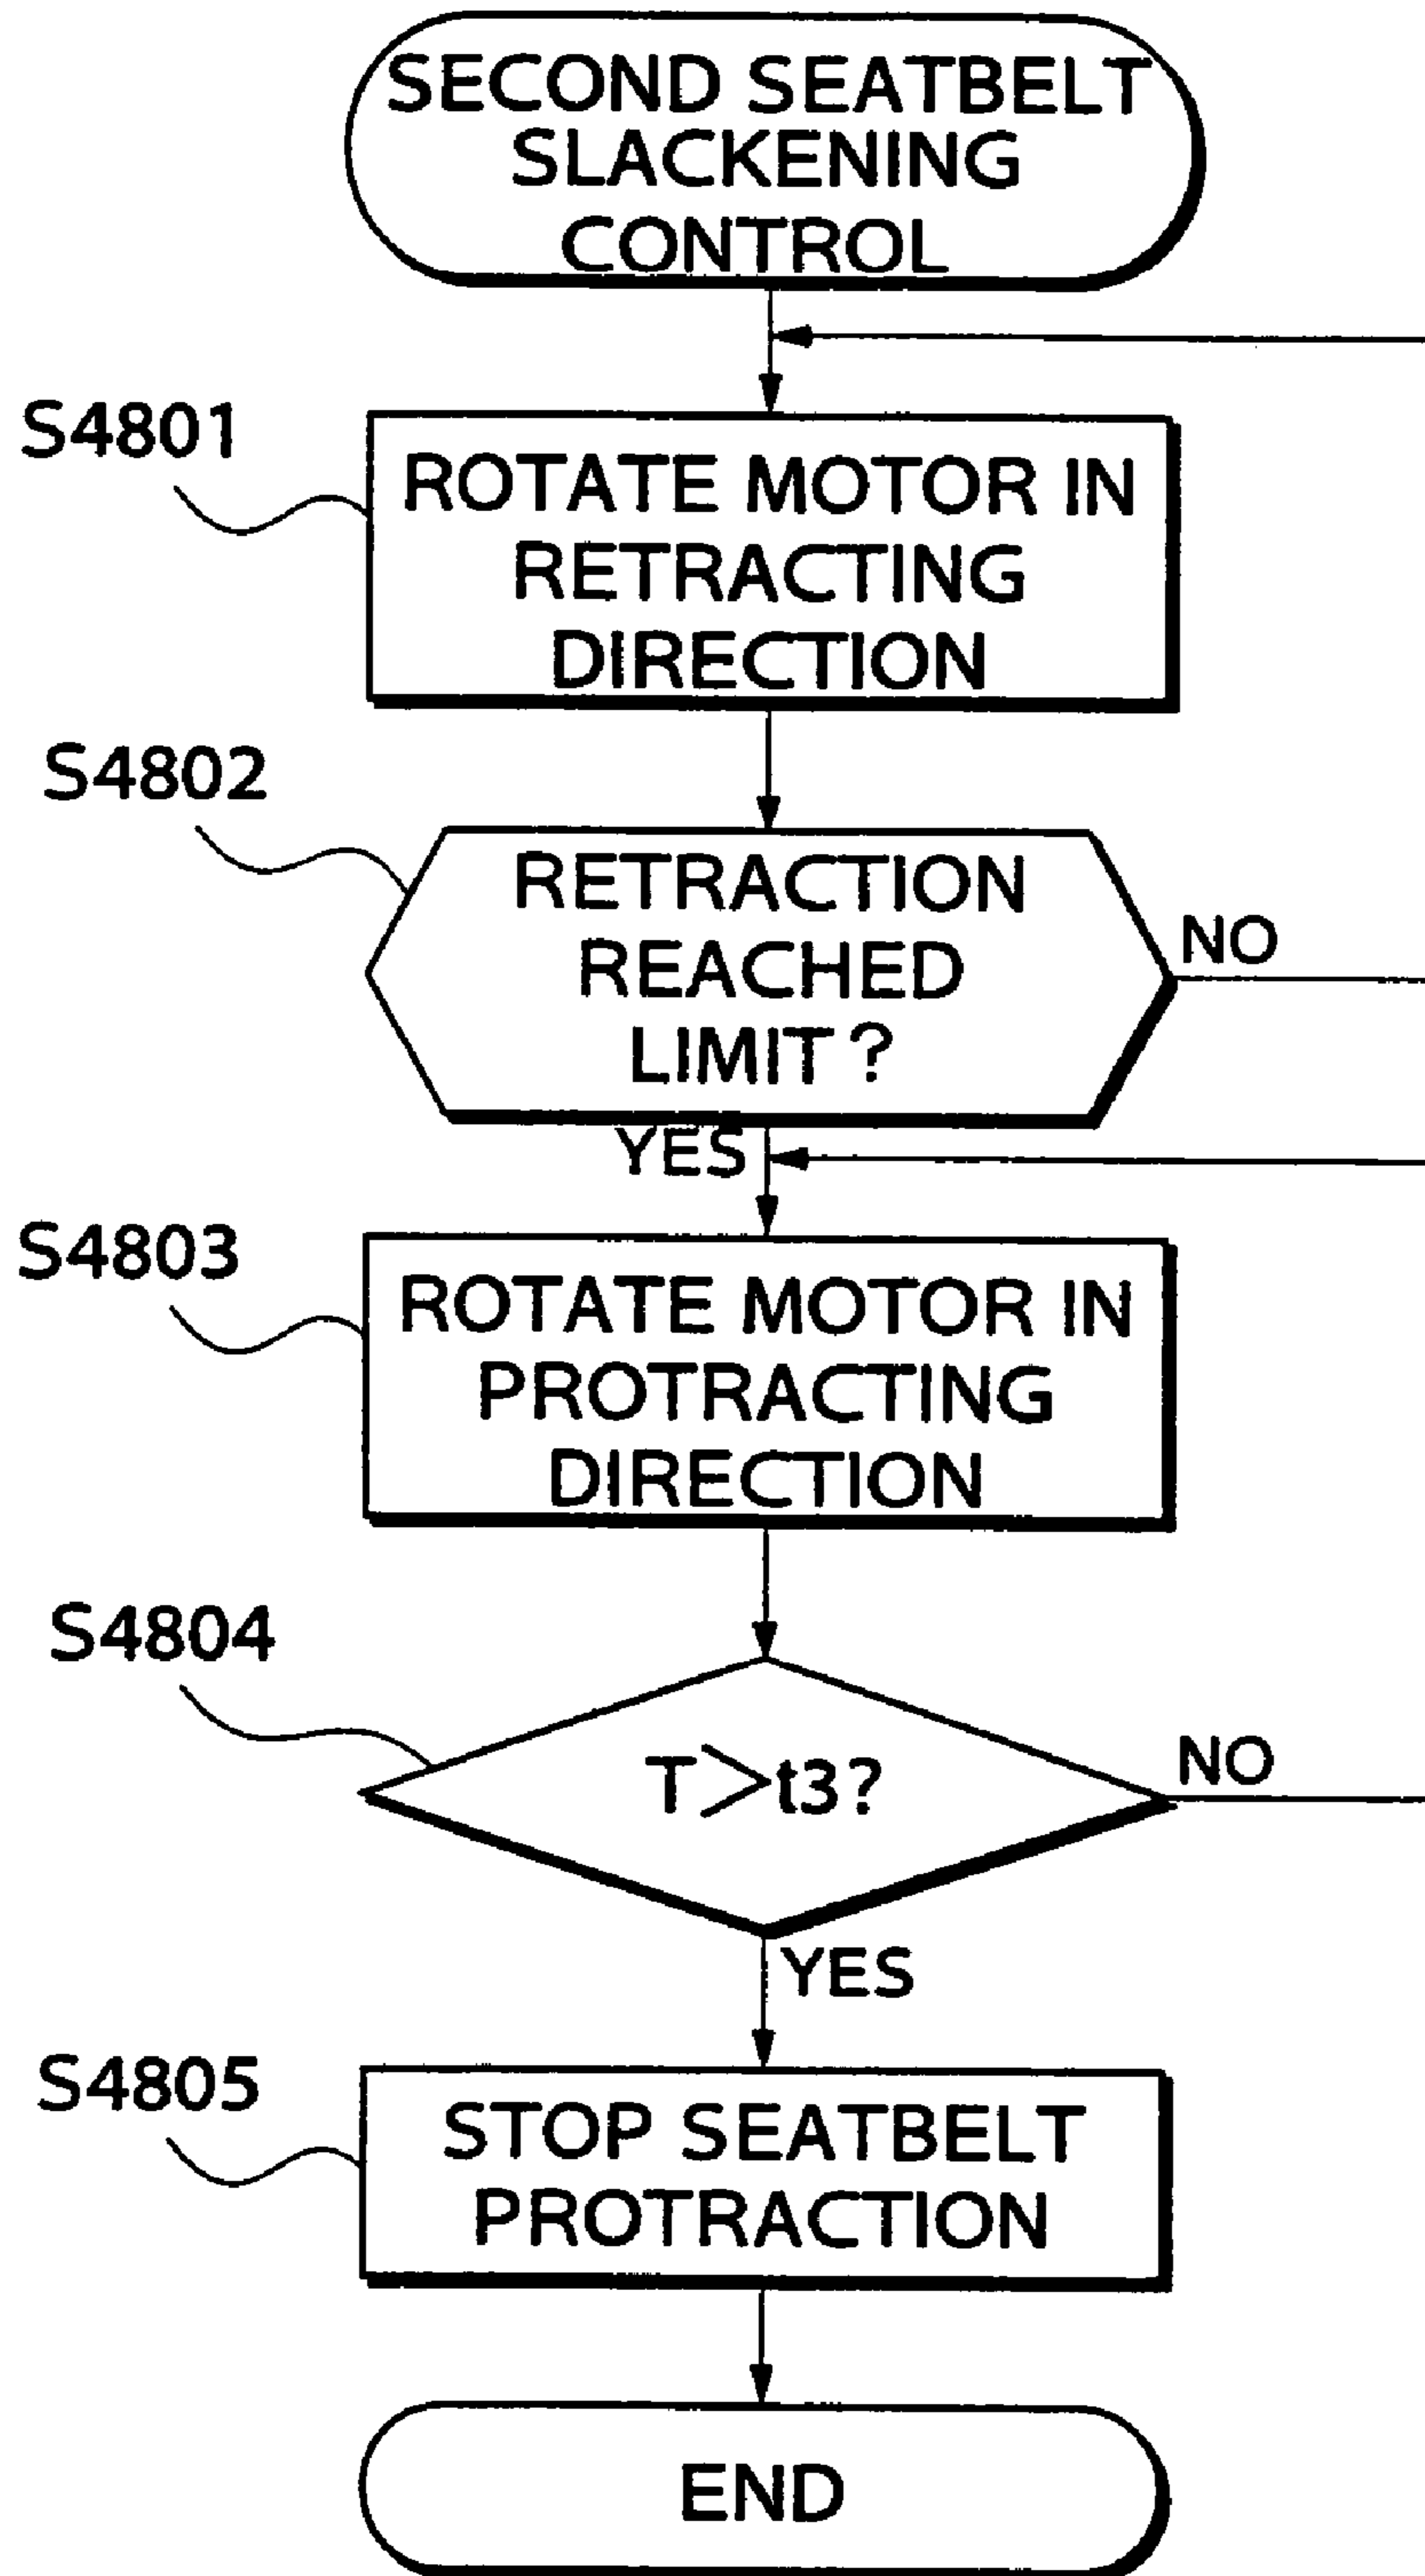 SECOND SEATBELT
SLACKENING
CONTROL
S4801
ROTATE MOTOR IN
RETRACTING
DIRECTION
S4802
RETRACTION
REACHED
LIMIT?
NO
YES
S4803
ROTATE MOTOR IN
PROTRACTING
DIRECTION
S4804
T>t3?
NO
YES
S4805
STOP SEATBELT
PROTRACTION
END